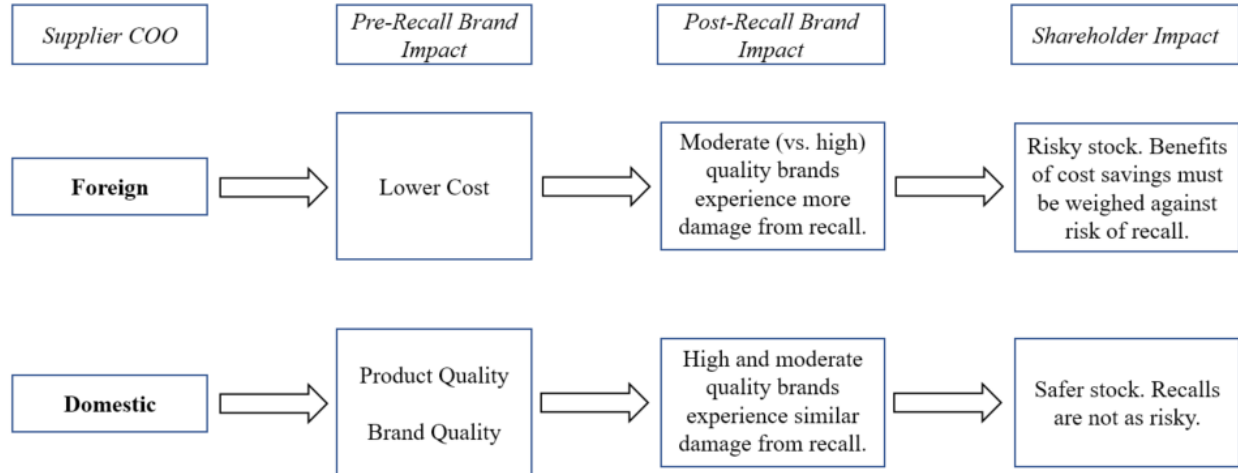 Supplier COO
Pre-Recall Brand
Impact
Post-Recall Brand
Impact
Shareholder Impact
Foreign
Lower Cost
Moderate (vs. high)
quality brands
experience more
damage from recall.
Risky stock. Benefits
of cost savings must
be weighed against
risk of recall.
Domestic
Product Quality
Brand Quality
High and moderate
quality brands
experience similar
damage from recall.
Safer stock. Recalls
are not as risky.